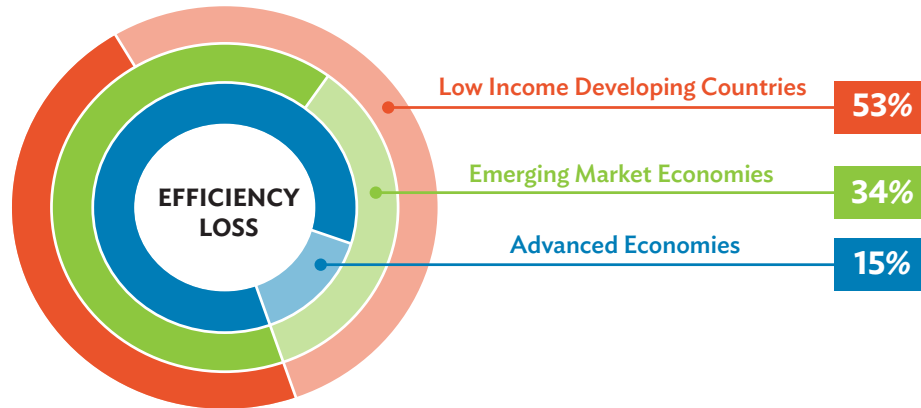 Low Income Developing Countries 53%
Emerging Market Economies 34%
EFFICIENCY
LOSS
Advanced Economies 15%